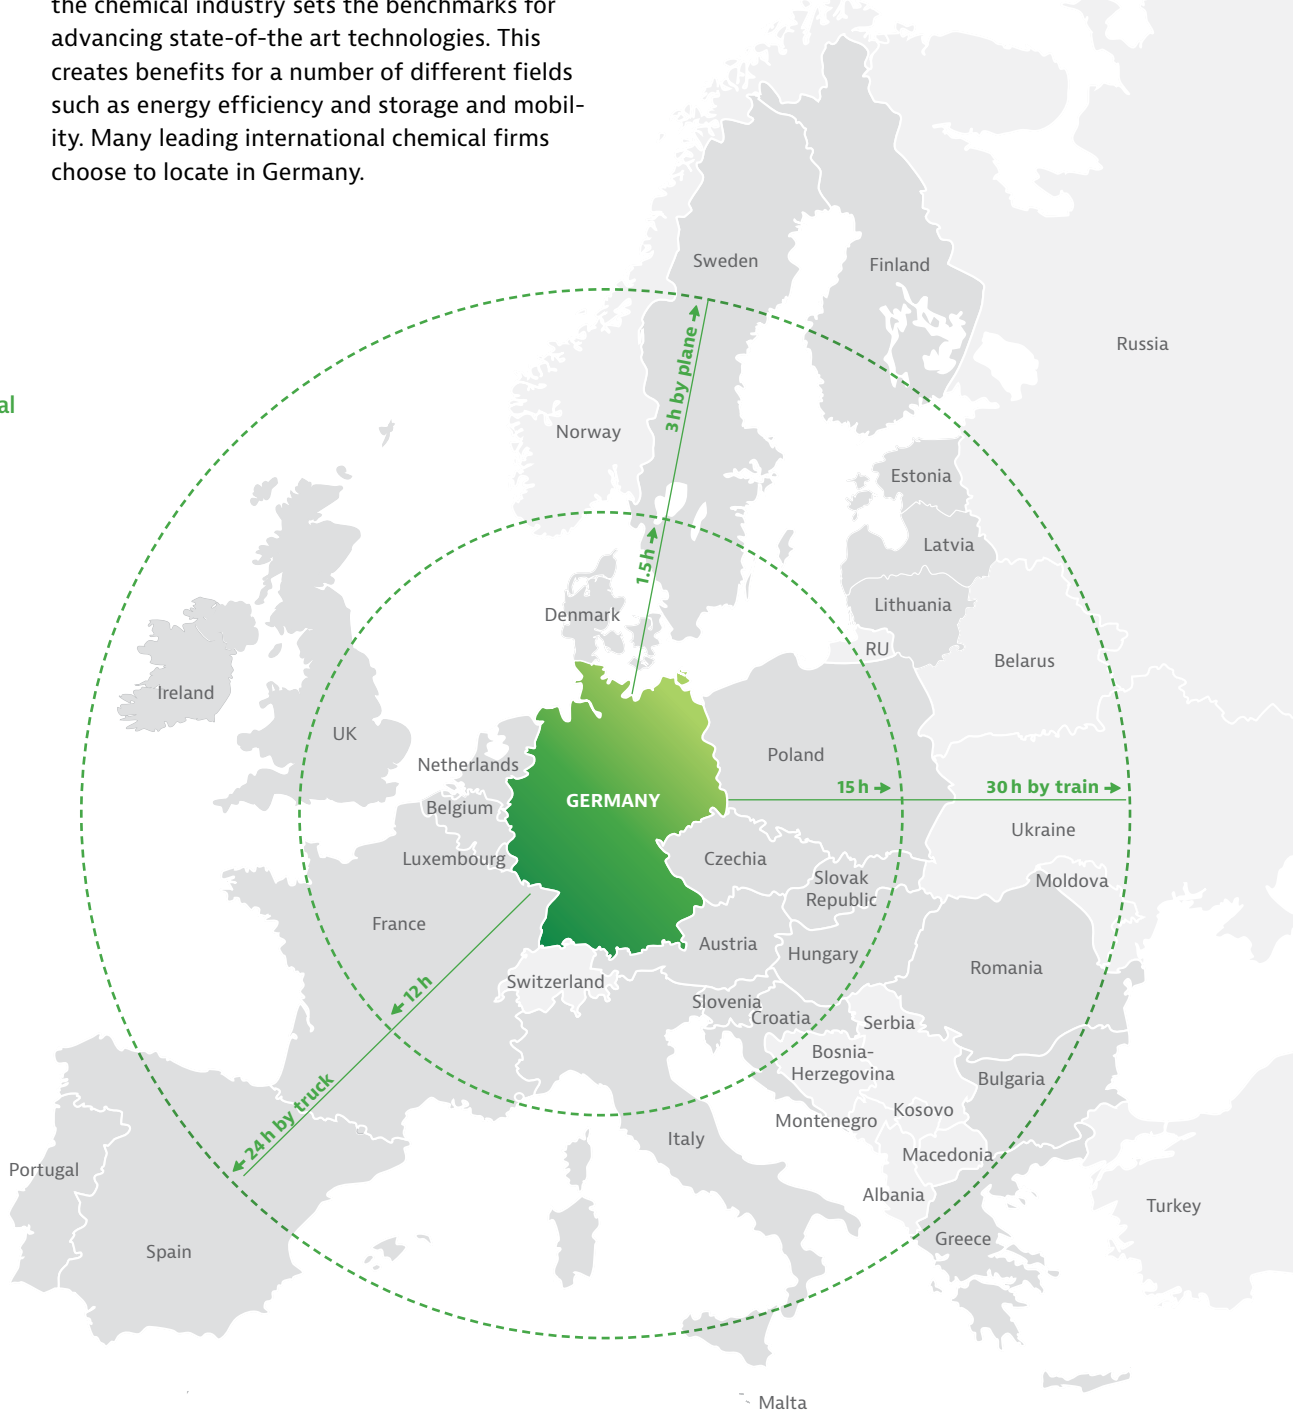 the chemical industry sets the benchmarks for
advancing state-of-the art technologies. This
creates benefits for a number of different fields
such as energy efficiency and storage and mobil-
ity. Many leading international chemical firms
choose to locate in Germany.
al
Sweden
Finland
Russia
3 h by plane
Norway
Estonia
Latvia
1.5 h
Denmark
Lithuania
RU
Belarus
Ireland
UK
Poland
Netherlands
15 h
30 h by train
GERMANY
Belgium
Ukraine
Luxembourg
Czechia
Slovak
Republic
Moldova
France
Austria
Hungary
Romania
Switzerland
12 h
Slovenia
Croatia
Serbia
Bosnia-
Herzegovina
Bulgaria
24 h by truck
Kosovo
Montenegro
Italy
Macedonia
Portugal
Albania
Turkey
Greece
Spain
Malta